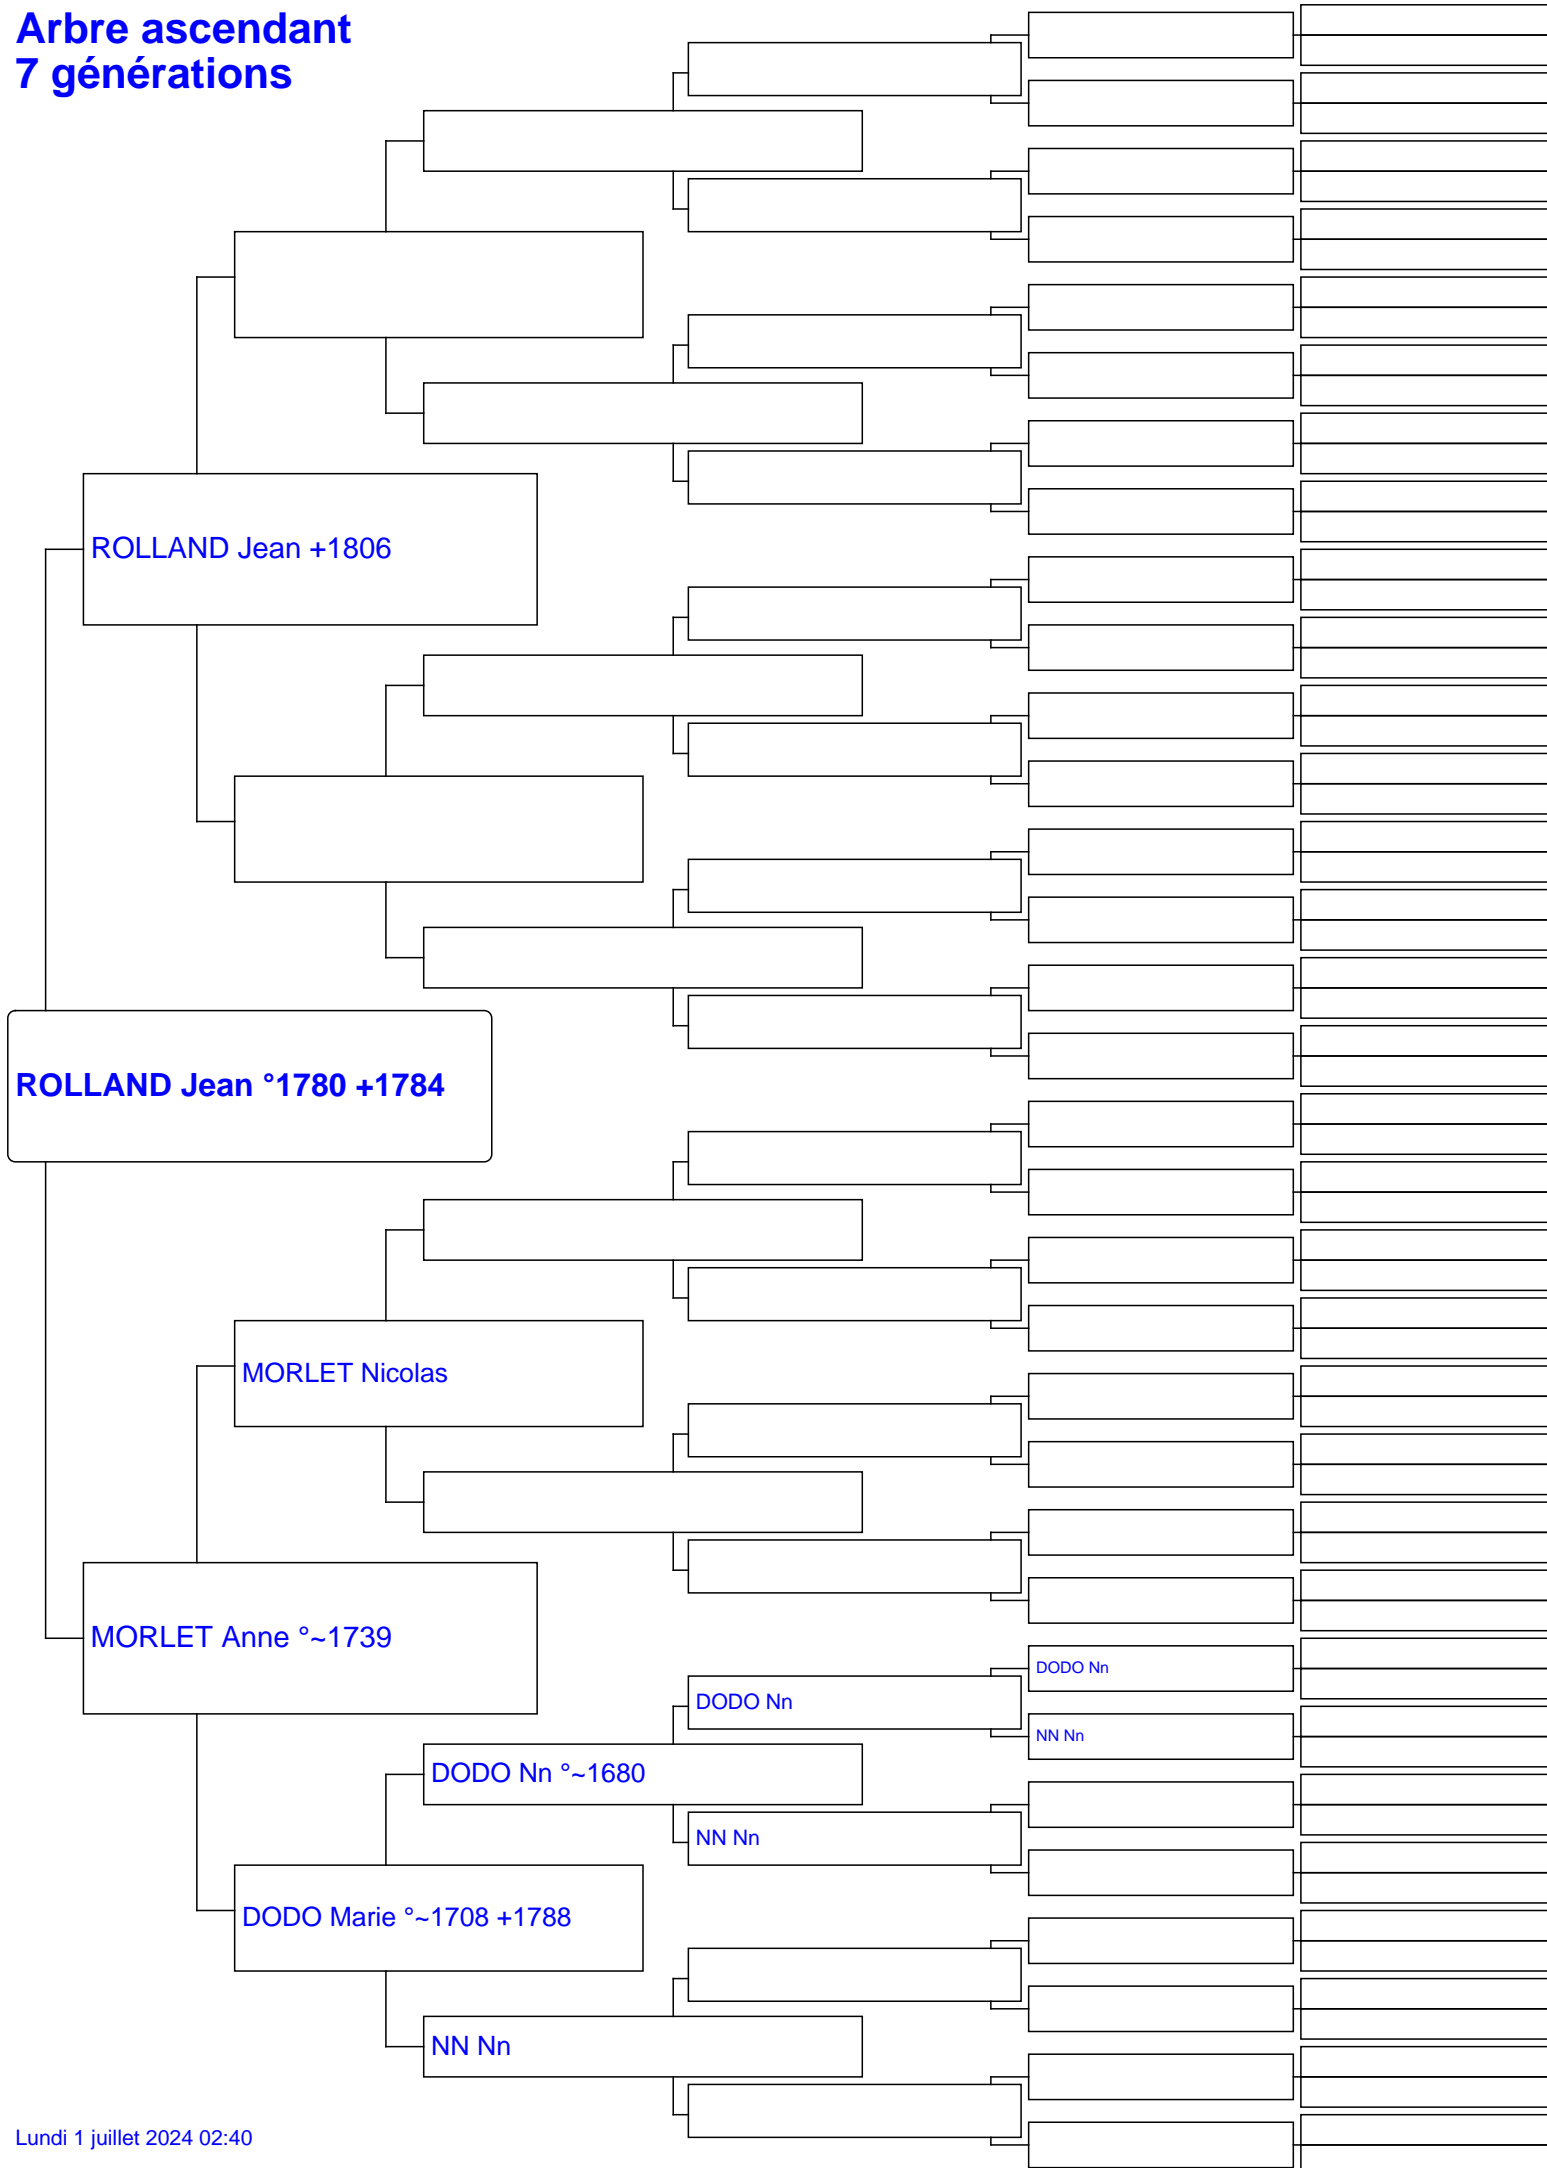 Arbre ascendant
7 générations
ROLLAND Jean +1806
ROLLAND Jean °1780 +1784
MORLET Nicolas
MORLET Anne °~1739
DODO Nn
DODO Nn
NN Nn
DODO Nn °~1680
NN Nn
DODO Marie °~1708 +1788
NN Nn
Lundi 1 juillet 2024 02:40